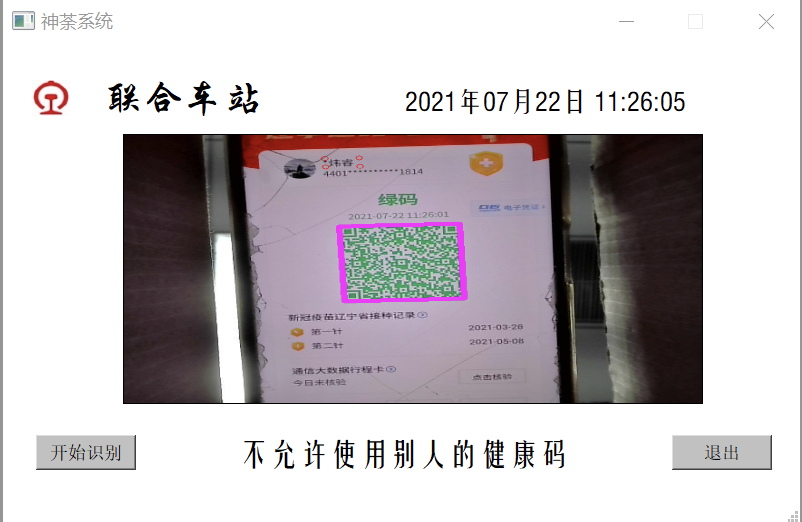 神荼系统
联合车站
2021年07月22日 11:26:05
*炜睿
4401**********1814
绿码
2021-07-22 11:26:01
电子凭证
新冠疫苗辽宁省接种记录
第一针 2021-03-28
第二针 2021-05-08
通信大数据行程卡
今日未核验 点击核验
开始识别 不允许使用别人的健康码 退出